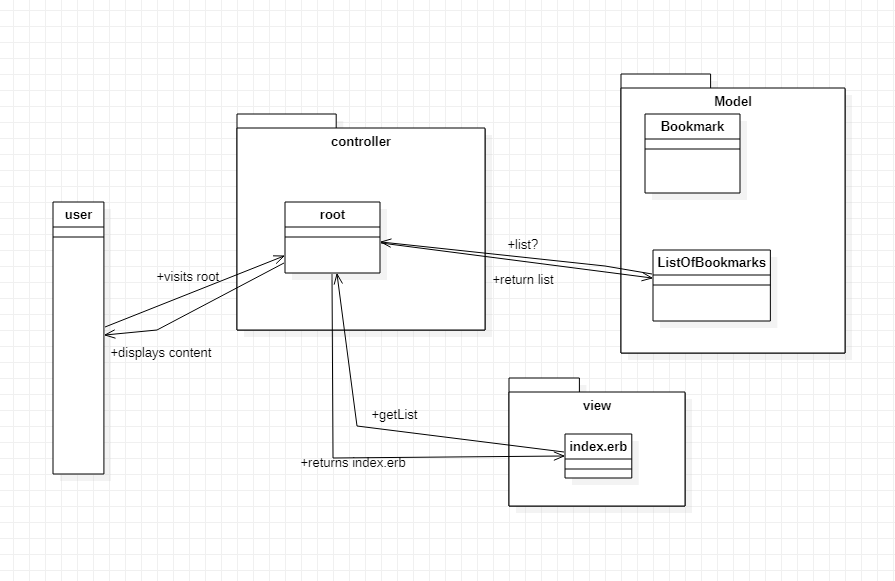 Model
Bookmark
controller
user
root
+list?
ListOfBookmarks
+visits root
+return list
+displays content
view
+getList
index.erb
+returns index.erb